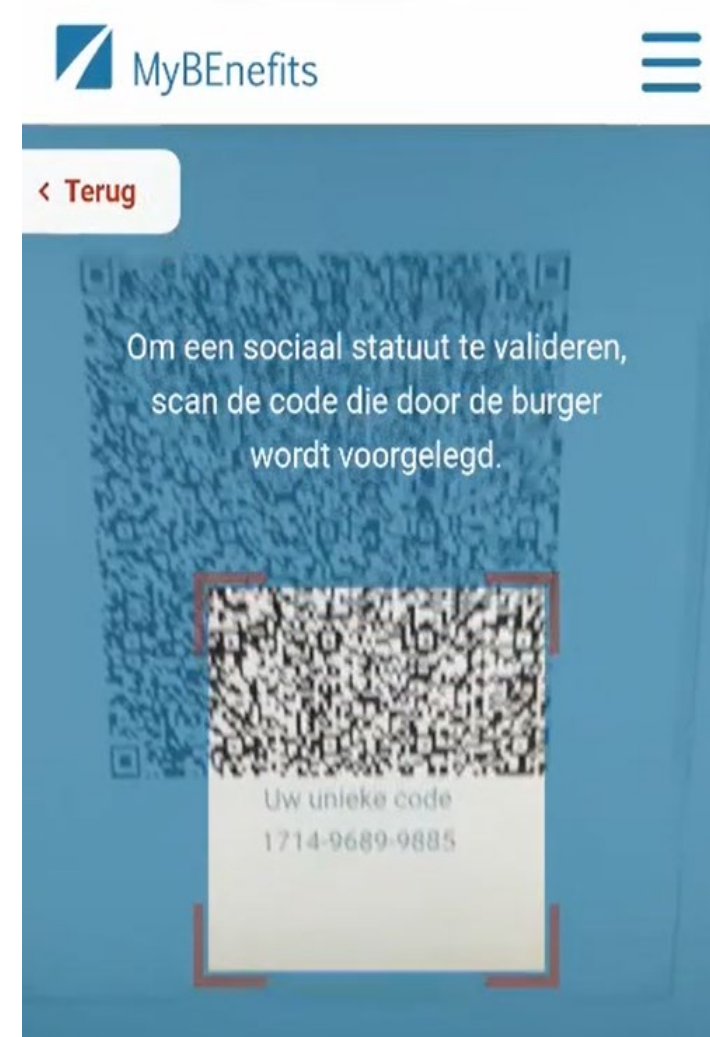 MyBEnefits
< Terug
Om een sociaal statuut te valideren,
scan de code die door de burger
wordt voorgelegd.
Uw unieke code
1714-9689-9885